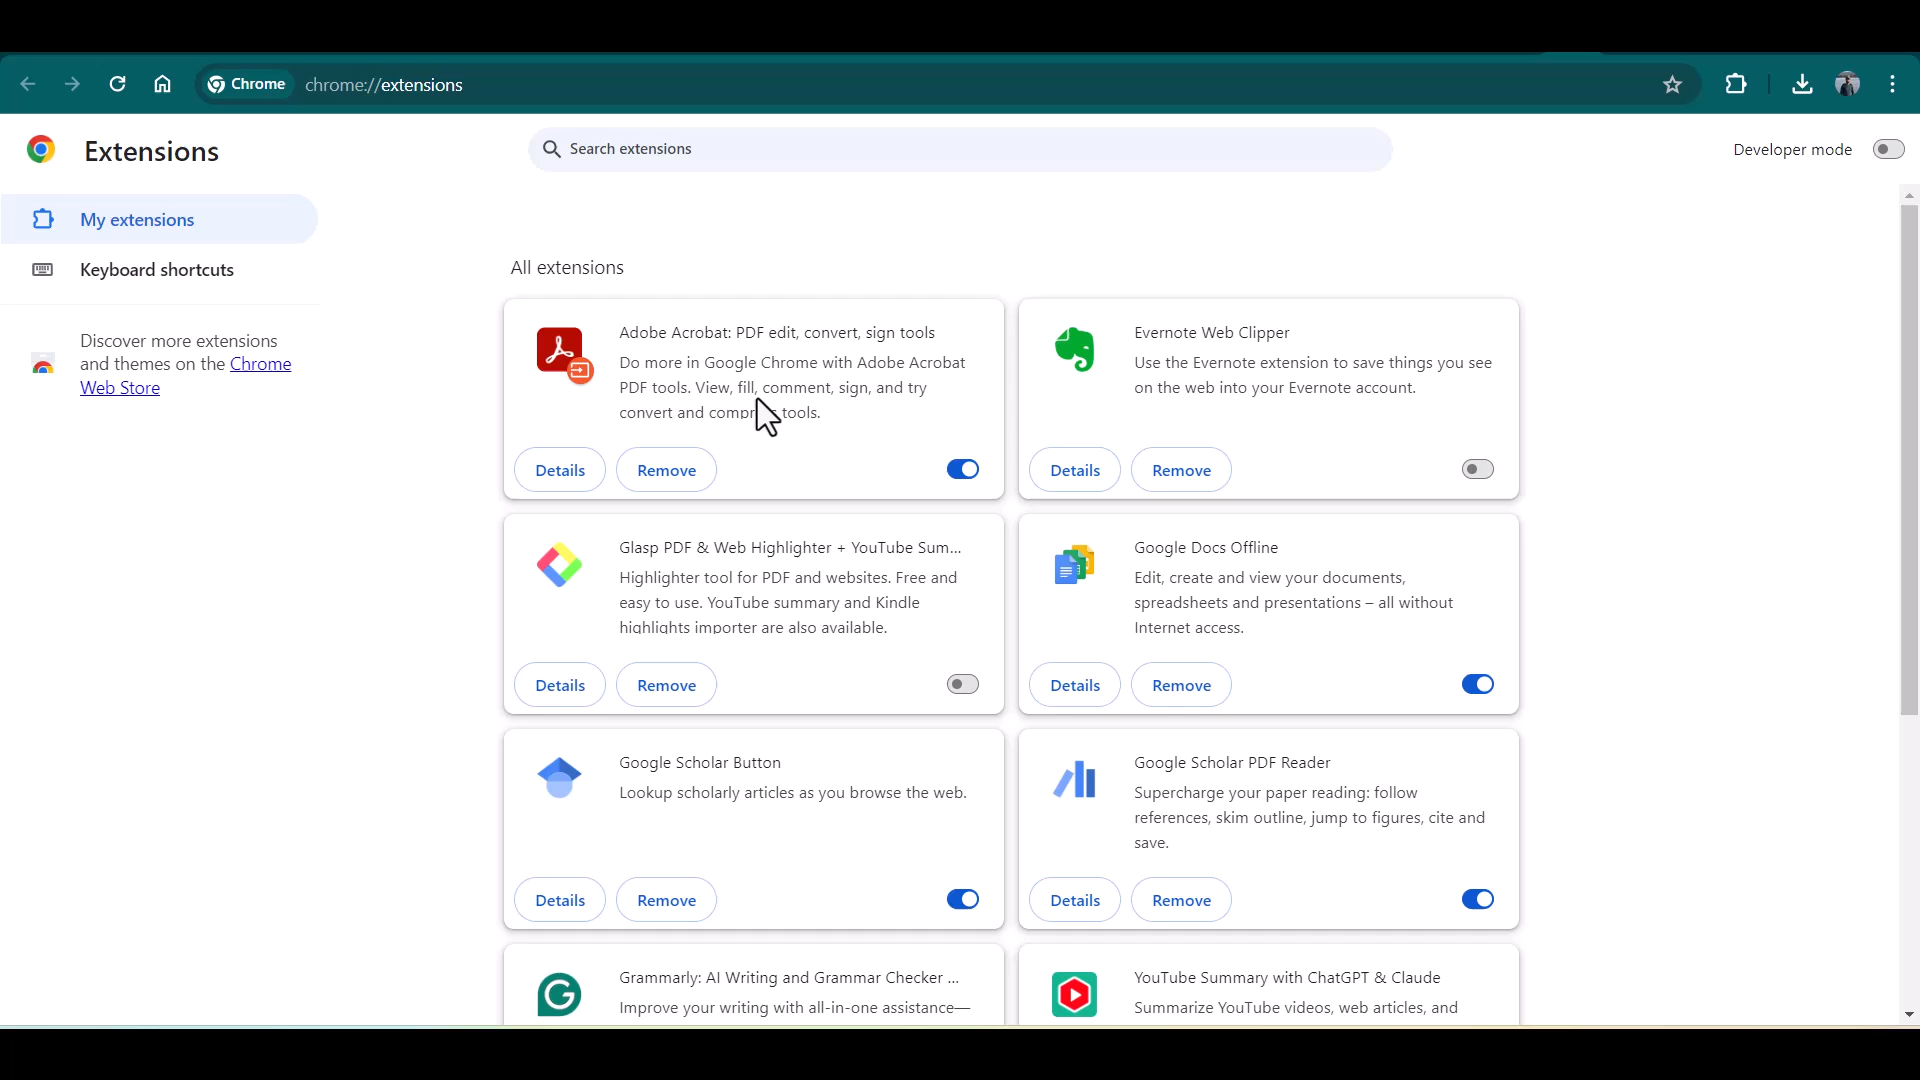 Chrome
chrome://extensions
Extensions
Search extensions
Developer mode
My extensions
Keyboard shortcuts
Discover more extensions
and themes on the Chrome
Web Store
All extensions
Adobe Acrobat: PDF edit, convert, sign tools
Do more in Google Chrome with Adobe Acrobat
PDF tools. View, fill, comment, sign, and try
convert and tools.
Details
Remove
Evernote Web Clipper
Use the Evernote extension to save things you see
on the web into your Evernote account.
Details
Remove
Glasp PDF & Web Highlighter + YouTube Sum...
Highlighter tool for PDF and websites. Free and
easy to use. YouTube summary and Kindle
highlights importer are also available.
Details
Remove
Google Docs Offline
Edit, create and view your documents,
spreadsheets and presentations – all without
Internet access.
Details
Remove
Google Scholar Button
Lookup scholarly articles as you browse the web.
Details
Remove
Google Scholar PDF Reader
Supercharge your paper reading: follow
references, skim outline, jump to figures, cite and
save.
Details
Remove
Grammarly: AI Writing and Grammar Checker ...
Improve your writing with all-in-one assistance—
YouTube Summary with ChatGPT & Claude
Summarize YouTube videos, web articles, and